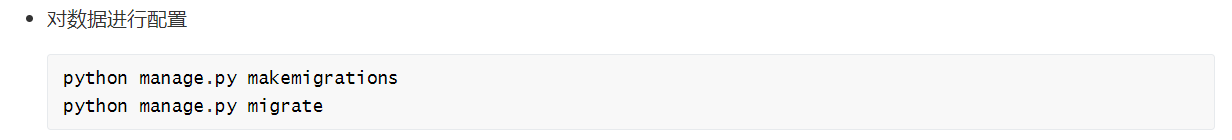 对数据进行配置
python manage.py makemigrations
python manage.py migrate